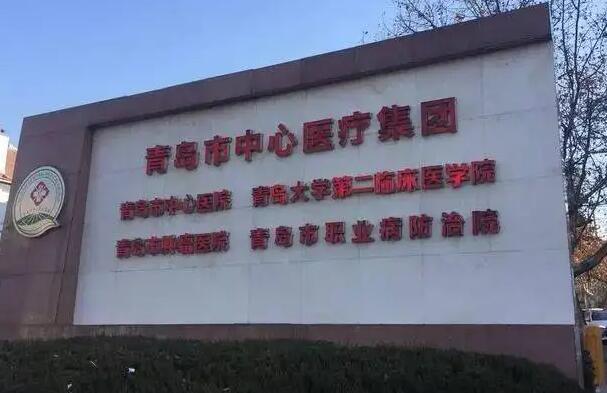 青岛市中心医疗集团
青岛市中心医院 青岛大学第二临床医学院
青岛市肿瘤医院 青岛市职业病防治院